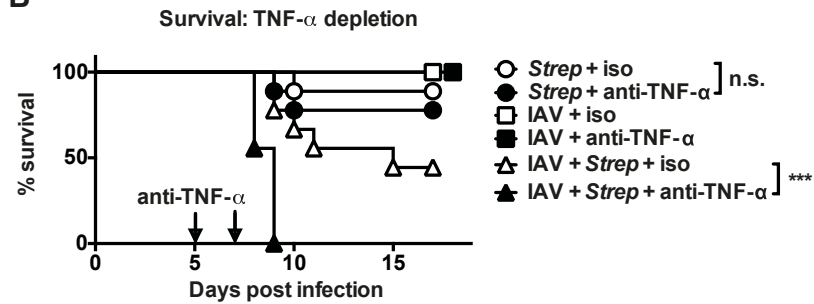 B
Survival: TNF-α depletion
% survival
100
50
0
anti-TNF-α
0 5 10 15
Days post infection
Strep + iso
Strep + anti-TNF-α
n.s.
IAV + iso
IAV + anti-TNF-α
IAV + Strep + iso
IAV + Strep + anti-TNF-α
***